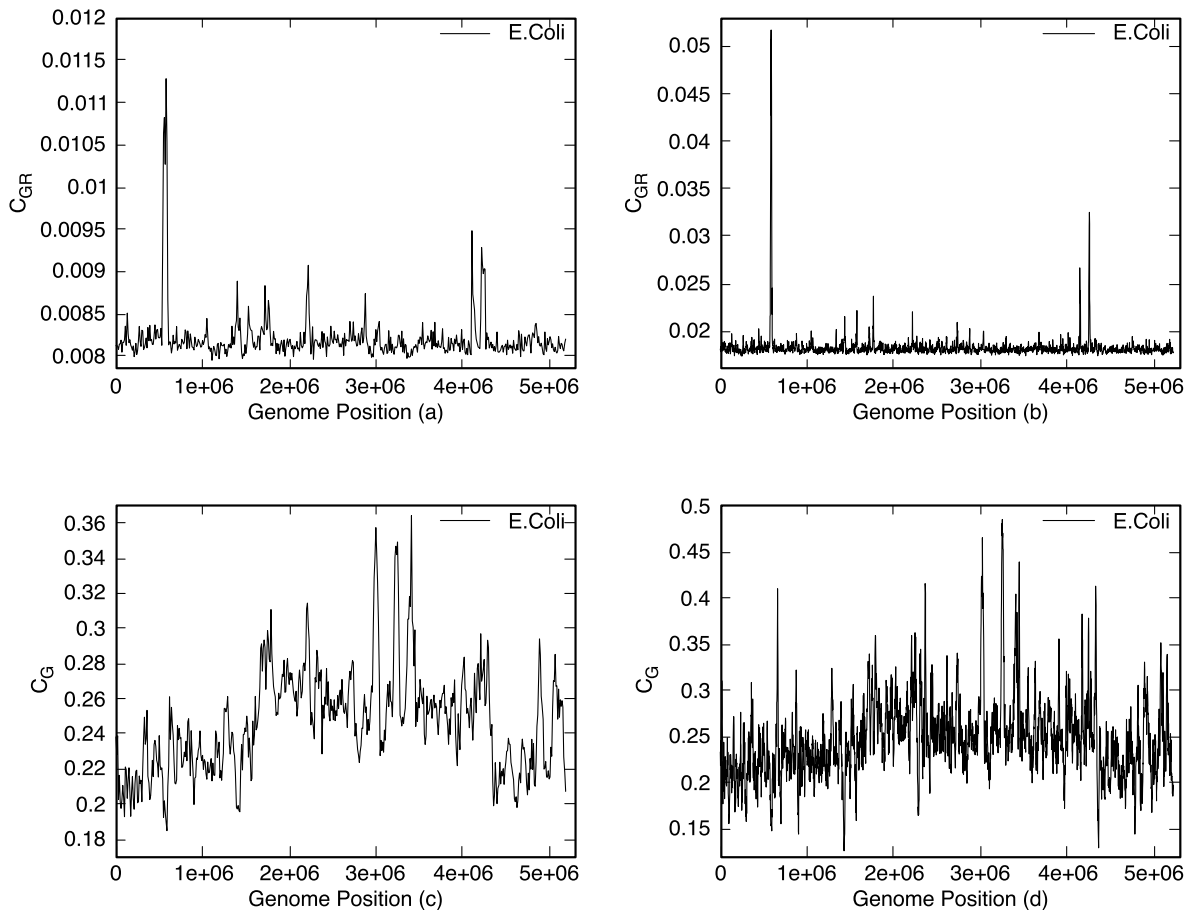 0.012
0.0115
0.011
0.0105
0.01
0.0095
0.009
0.0085
0.008
C_GR
E.Coli
0 1e+06 2e+06 3e+06 4e+06 5e+06
Genome Position (a)
0.05
0.045
0.04
0.035
0.03
0.025
0.02
C_GR
E.Coli
0 1e+06 2e+06 3e+06 4e+06 5e+06
Genome Position (b)
0.36
0.34
0.32
0.3
0.28
0.26
0.24
0.22
0.2
0.18
C_G
E.Coli
0 1e+06 2e+06 3e+06 4e+06 5e+06
Genome Position (c)
0.5
0.45
0.4
0.35
0.3
0.25
0.2
0.15
C_G
E.Coli
0 1e+06 2e+06 3e+06 4e+06 5e+06
Genome Position (d)